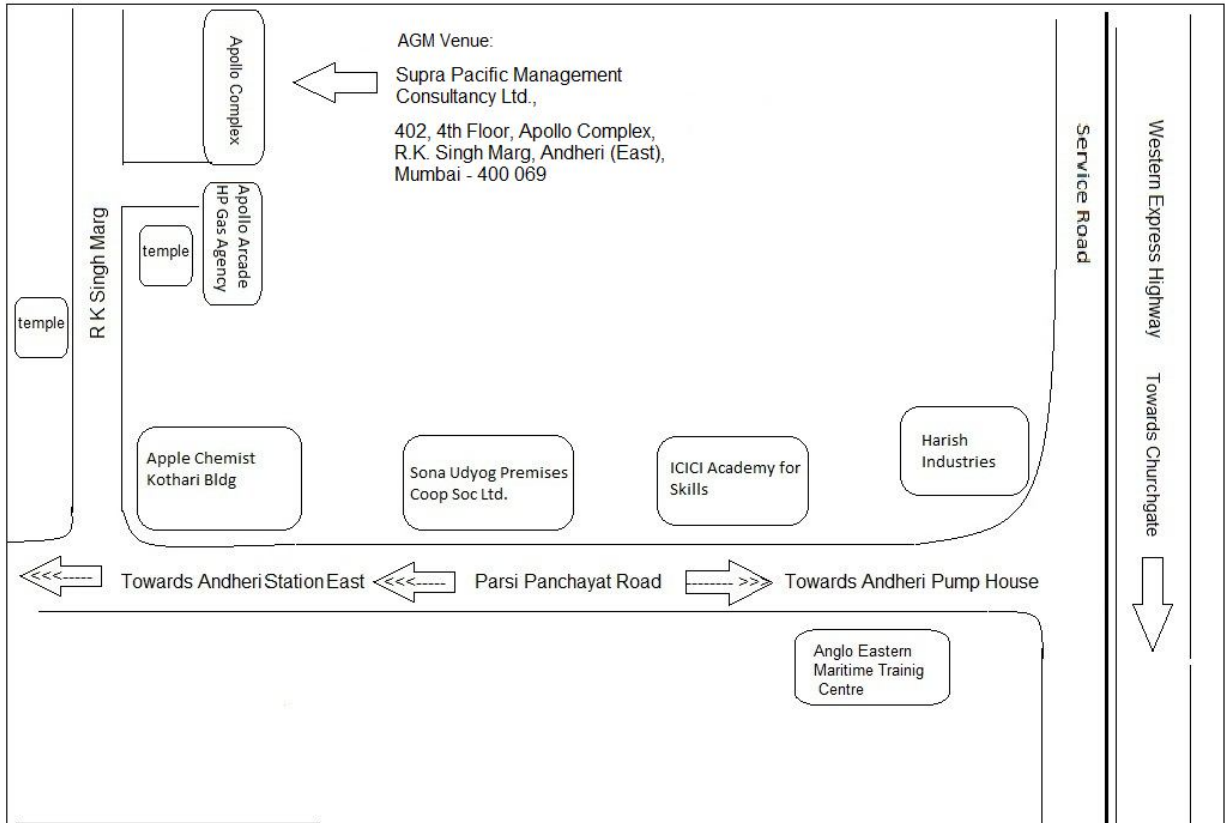 AGM Venue:
Supra Pacific Management
Consultancy Ltd.,
402, 4th Floor, Apollo Complex,
R.K. Singh Marg, Andheri (East),
Mumbai - 400 069
Apollo Complex
Apollo Arcade
HP Gas Agency
temple
temple
R K Singh Marg
Service Road
Western Express Highway
Towards Churchgate
Apple Chemist
Kothari Bldg
Sona Udyog Premises
Coop Soc Ltd.
ICICI Academy for
Skills
Harish
Industries
<<<----- Towards Andheri Station East <<<----- Parsi Panchayat Road ------- >>> Towards Andheri Pump House
Anglo Eastern
Maritime Trainig
Centre